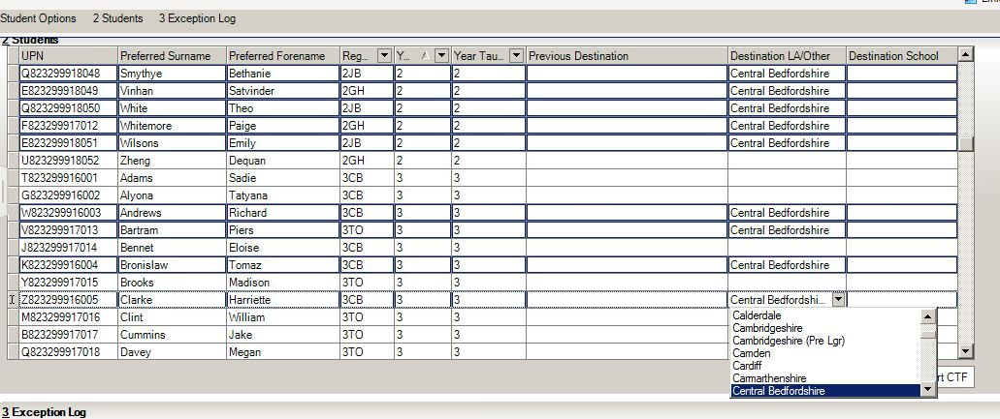 Student Options 2 Students 3 Exception Log
2 Students
UPN Preferred Surname Preferred Forename Reg... Y... Year Tau... Previous Destination Destination LA/Other Destination School
Q823299918048 Smythye Bethanie 2JB 2 2 Central Bedfordshire
E823299918049 Vinhan Satvinder 2GH 2 2 Central Bedfordshire
Q823299918050 White Theo 2JB 2 2 Central Bedfordshire
F823299917012 Whitemore Paige 2GH 2 2 Central Bedfordshire
E823299918051 Wilsons Emily 2JB 2 2 Central Bedfordshire
U823299918052 Zheng Dequan 2GH 2 2
T823299916001 Adams Sadie 3CB 3 3
G823299916002 Alyona Tatyana 3CB 3 3
W823299916003 Andrews Richard 3CB 3 3 Central Bedfordshire
V823299917013 Bartram Piers 3TO 3 3 Central Bedfordshire
J823299917014 Bennet Eloise 3CB 3 3
K823299916004 Bronislaw Tomaz 3CB 3 3 Central Bedfordshire
Y823299917015 Brooks Madison 3TO 3 3
Z823299916005 Clarke Harriette 3CB 3 3 Central Bedfordshi...
M823299917016 Clint William 3TO 3 3
B823299917017 Cummins Jake 3TO 3 3
Q823299917018 Davey Megan 3TO 3 3
Calderdale
Cambridgeshire
Cambridgeshire (Pre Lgr)
Camden
Cardiff
Carmarthenshire
Central Bedfordshire
rt CTF
3 Exception Log